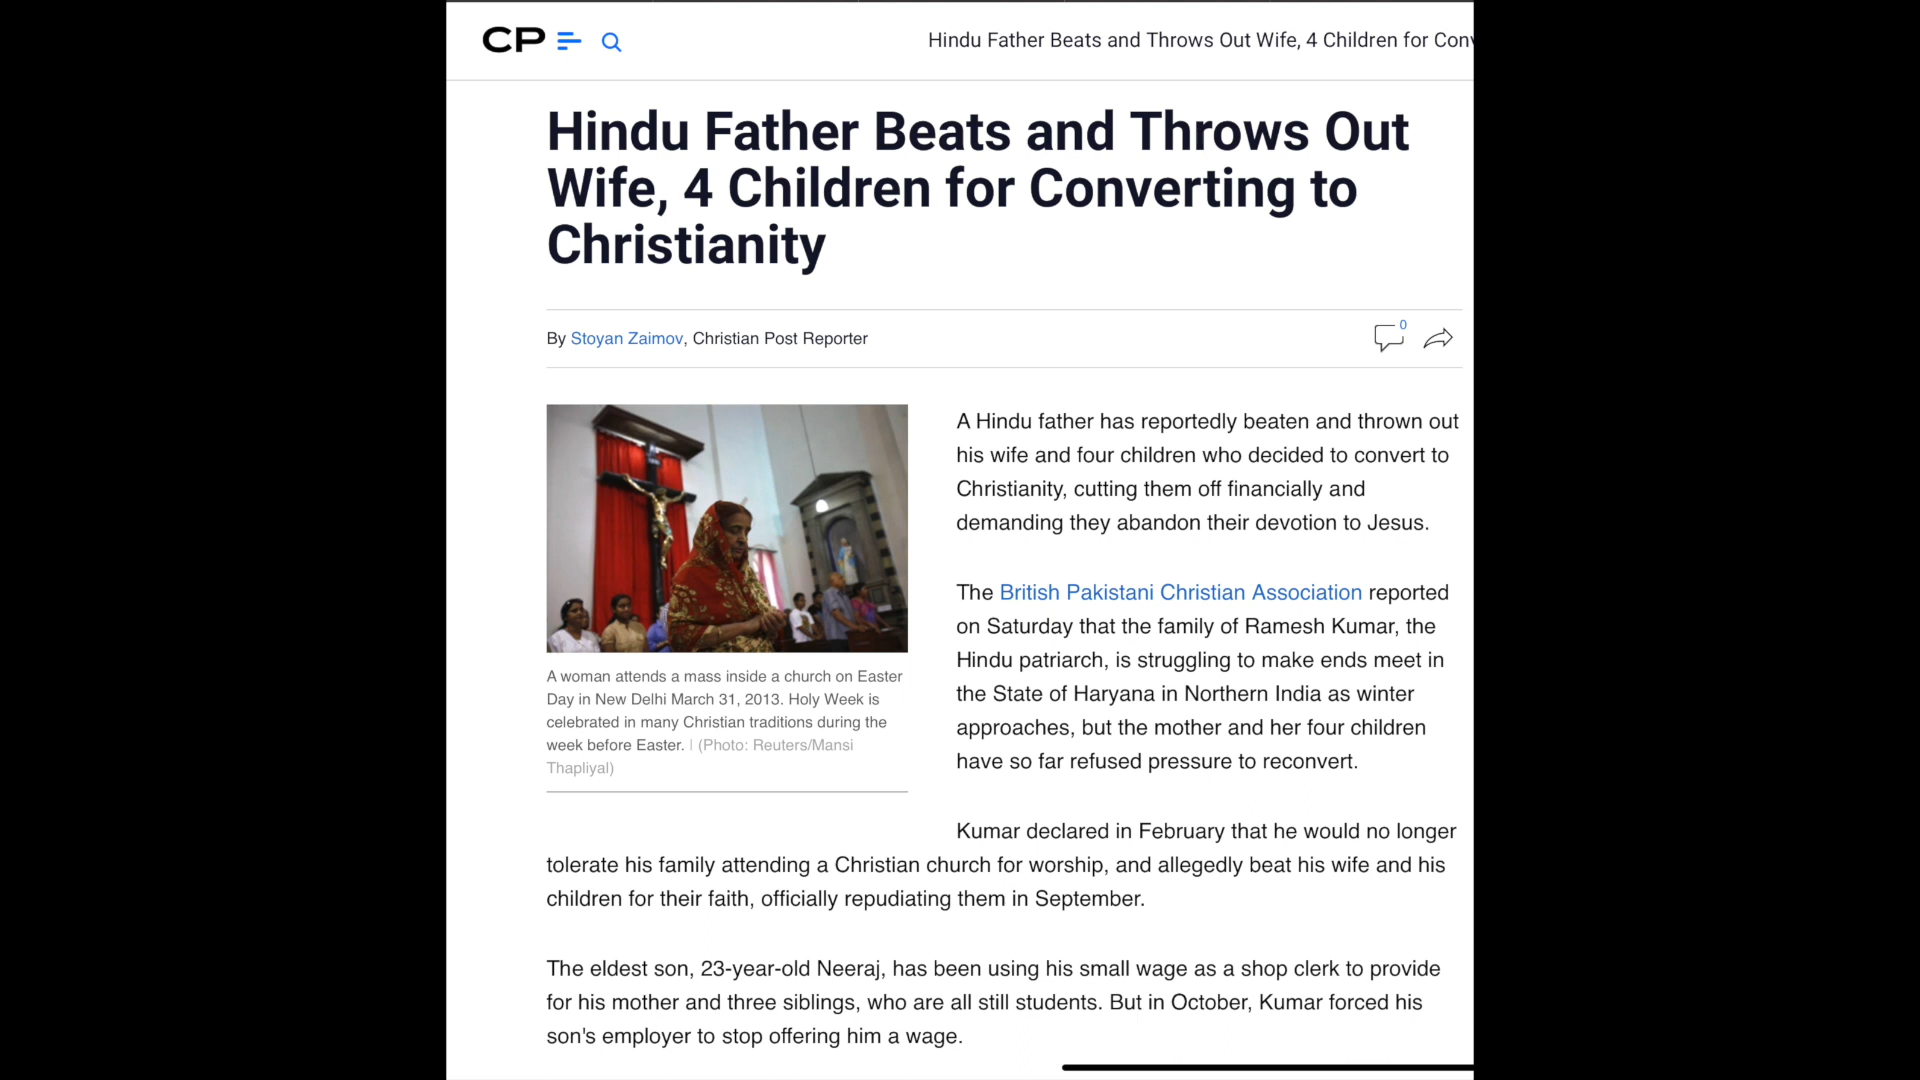 CP
Hindu Father Beats and Throws Out Wife, 4 Children for Con
Hindu Father Beats and Throws Out
Wife, 4 Children for Converting to
Christianity
By Stoyan Zaimov, Christian Post Reporter
0
A woman attends a mass inside a church on Easter
Day in New Delhi March 31, 2013. Holy Week is
celebrated in many Christian traditions during the
week before Easter. | (Photo: Reuters/Mansi
Thapliyal)
A Hindu father has reportedly beaten and thrown out
his wife and four children who decided to convert to
Christianity, cutting them off financially and
demanding they abandon their devotion to Jesus.
The British Pakistani Christian Association reported
on Saturday that the family of Ramesh Kumar, the
Hindu patriarch, is struggling to make ends meet in
the State of Haryana in Northern India as winter
approaches, but the mother and her four children
have so far refused pressure to reconvert.
Kumar declared in February that he would no longer
tolerate his family attending a Christian church for worship, and allegedly beat his wife and his
children for their faith, officially repudiating them in September.
The eldest son, 23-year-old Neeraj, has been using his small wage as a shop clerk to provide
for his mother and three siblings, who are all still students. But in October, Kumar forced his
son's employer to stop offering him a wage.